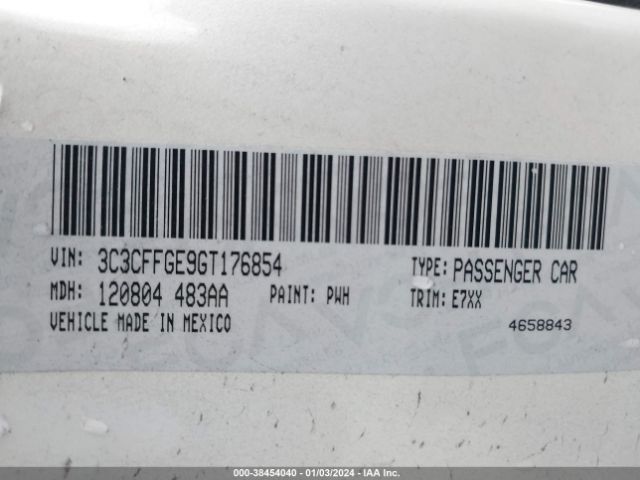 VIN: 3C3CFFGE9GT176854 TYPE: PASSENGER CAR
MDH: 120804 483AA PAINT: PWH TRIM: E7XX
VEHICLE MADE IN MEXICO 4658843
000-38454040 - 01/03/2024 - IAA Inc.